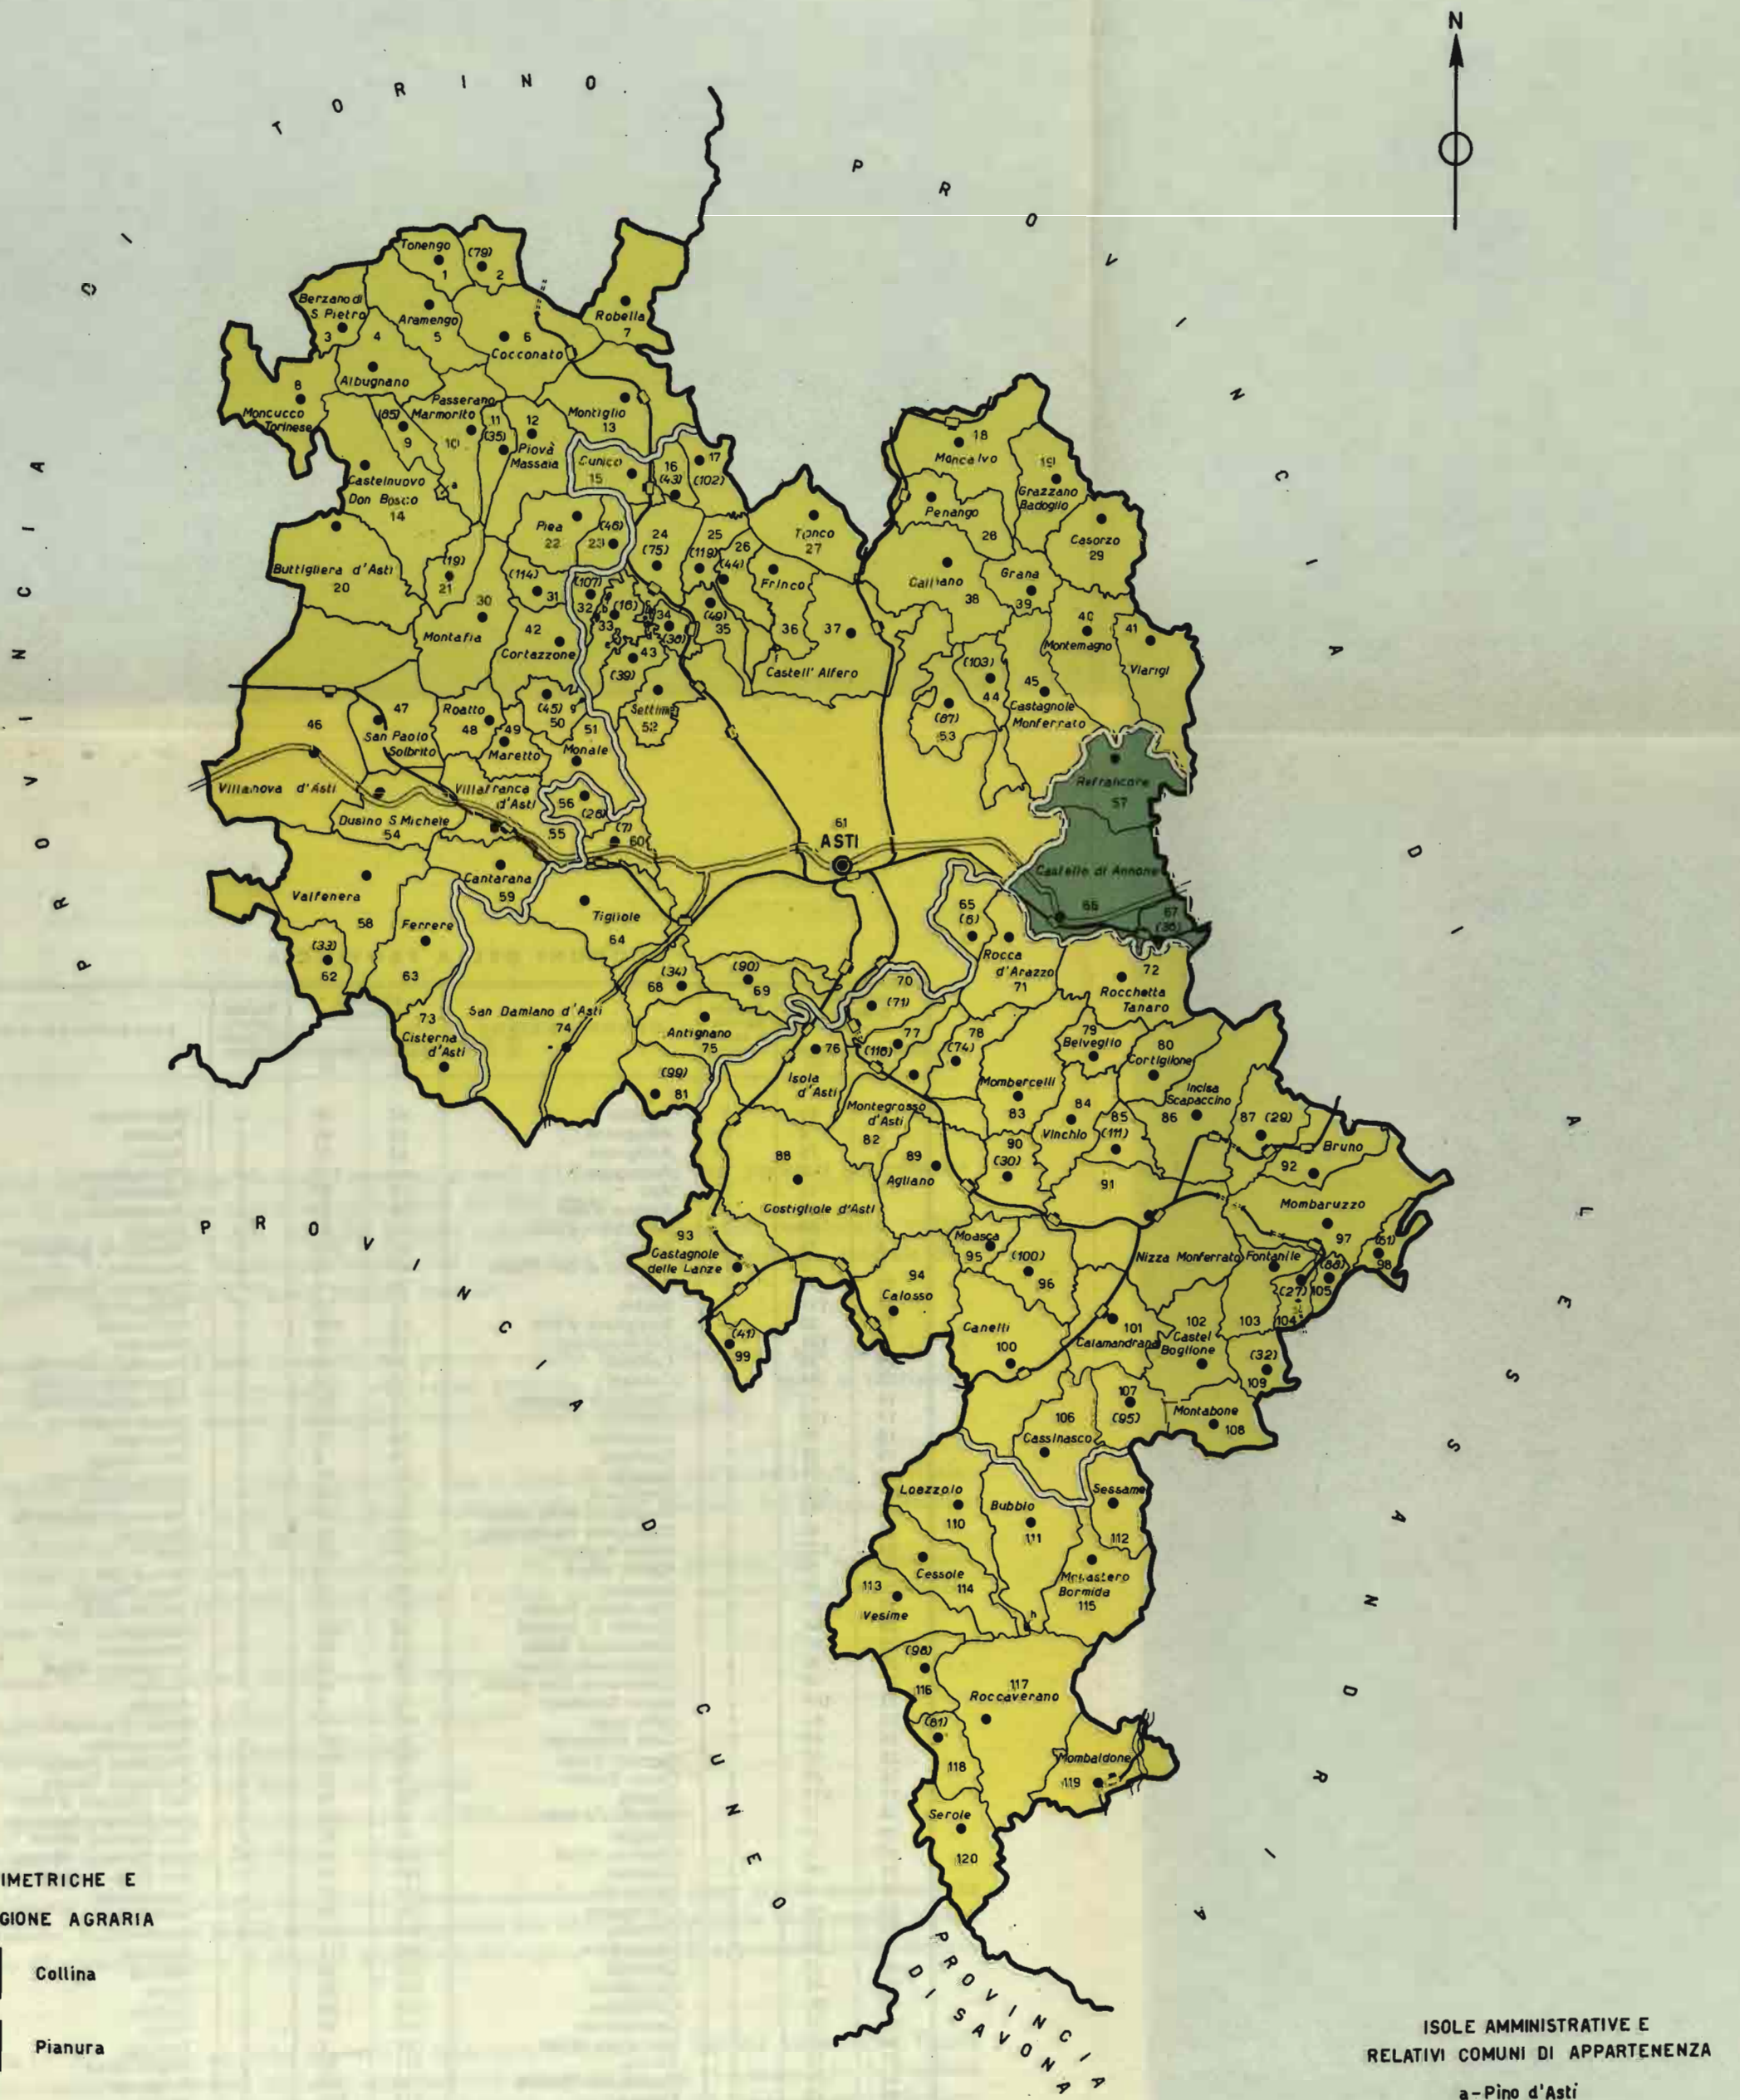 N
TORINO
PROVINCIA DI
PROVINCIA DI ALESSANDRIA
Tonengo
1
(79)
2
Berzano di
S Pietro
3
4
Aramengo
5
6
Cocconato
Robella
7
8
Moncucco
Torinese
Albugnano
(85)
9
Passerano
Marmorito
10
11
(35)
12
Piovà
Massaia
Montiglio
13
Castelnuovo
Don Bosco
14
Cunico
15
16
(43)
17
(102)
18
Moncalvo
19
Grazzano
Badoglio
Penango
28
Casorzo
29
Buttigliera d'Asti
20
(19)
21
Piea
22
(46)
23
24
(75)
25
(119)
26
(44)
Tonco
27
Frinco
36
37
Calliano
38
Grana
39
40
Montemagno
41
Viarigi
30
Montafia
(114)
31
(107)
32
(16)
33
34
(38)
(49)
35
42
Cortazzone
43
(39)
Castell' Alfero
(103)
44
45
Castagnole
Monferrato
46
Villanova d'Asti
47
San Paolo
Solbrito
Roatto
48
49
Maretto
(45)
g
50
51
Monale
Settime
52
(87)
53
Dusino S Michele
54
Villafranca
d'Asti
55
56
(26)
(7)
60
61
ASTI
Refrancore
57
Castello di Annone
66
67
(36)
Valfenera
58
Cantarana
59
(33)
62
Ferrere
63
Tigliole
64
65
(6)
Rocca
d'Arazzo
71
72
Rocchetta
Tanaro
(34)
68
(90)
69
70
(71)
73
Cisterna
d'Asti
San Damiano d'Asti
74
Antignano
75
76
Isola
d'Asti
77
(116)
78
(74)
79
Belveglio
80
Cortiglione
(99)
81
Montegrosso
d'Asti
82
Mombercelli
83
84
Vinchio
85
(111)
Incisa
Scapaccino
86
87
(29)
Bruno
92
88
Costigliole d'Asti
89
Agliano
90
(30)
91
93
Castagnole
delle Lanze
94
Calosso
Moasca
95
(100)
96
Nizza Monferrato
Mombaruzzo
97
(61)
98
Fontanile
(88)
(27)
105
104
103
(41)
99
Canelli
100
101
Calamandrana
102
Castel
Boglione
(32)
109
106
Cassinasco
107
(95)
Montabone
108
Loazzolo
110
Bubbio
111
Sessame
112
113
Vesime
Cessole
114
Monastero
Bormida
115
h
(98)
116
117
Roccaverano
(81)
118
Mombaldone
119
Serole
120
PROVINCIA DI CUNEO
PROVINCIA
DI SAVONA
IMETRICHE E
GIONE AGRARIA
Collina
Pianura
ISOLE AMMINISTRATIVE E
RELATIVI COMUNI DI APPARTENENZA
a-Pino d'Asti